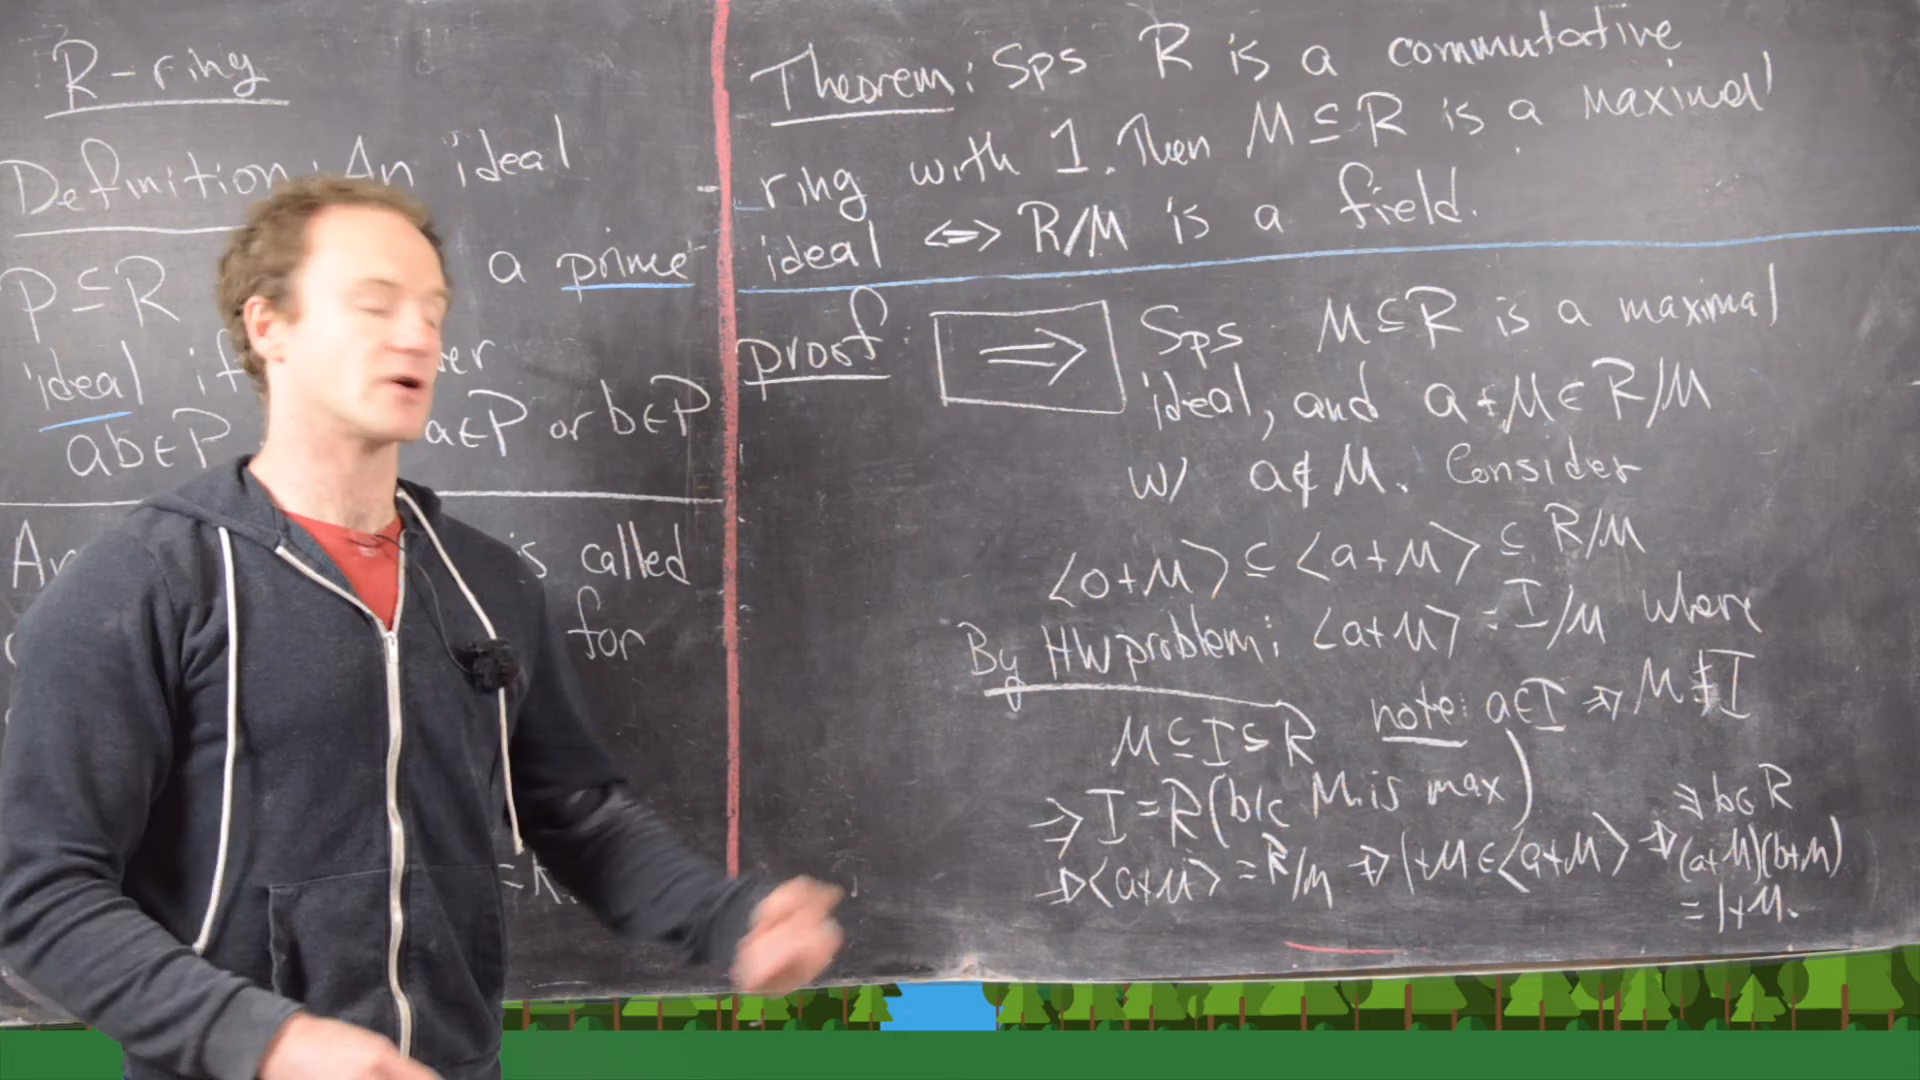 R-ring
Definition: An ideal
P ⊆ R a prime
ideal if
ab∈P a∈P or b∈P
is called
for
Theorem: Sps R is a commutative
ring with 1. Then M ⊆ R is a maximal
ideal <=> R/M is a field.
proof: ⇒ Sps M ⊆ R is a maximal
ideal, and a+M ∈ R/M
w/ a∉M. Consider
<0+M> ⊆ <a+M> ⊆ R/M
By HW problem: <a+M> = I/M where
M ⊆ I ⊆ R note: a∈I ⇒ M ≠ I
⇒ I = R (b/c M is max)
⇒ <a+M> = R/M ⇒ 1+M ∈ <a+M> ⇒ ∃ b∈R
(a+M)(b+M)
= 1+M.